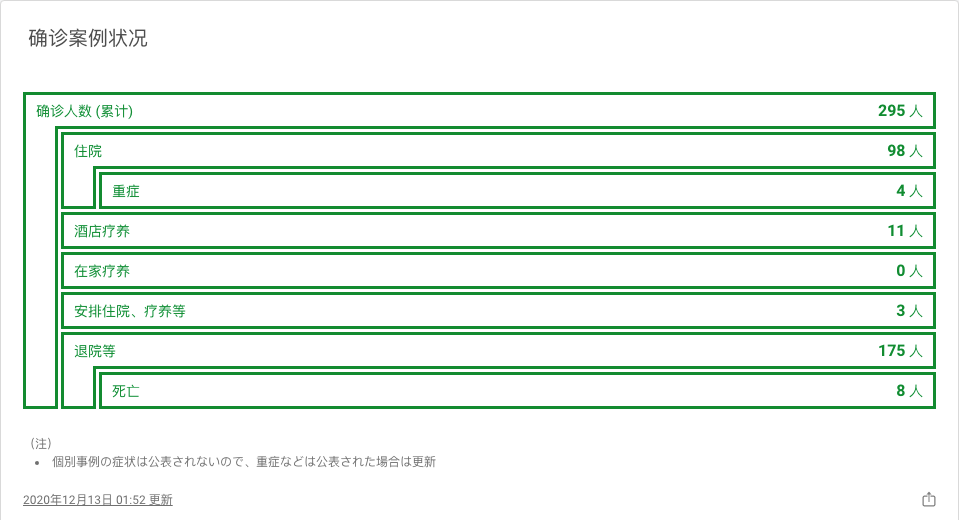 确诊案例状况
确诊人数 (累计) 295 人
住院 98 人
重症 4 人
酒店疗养 11 人
在家疗养 0 人
安排住院、疗养等 3 人
退院等 175 人
死亡 8 人
(注)
• 個別事例の症状は公表されないので、重症などは公表された場合は更新
2020年12月13日 01:52 更新